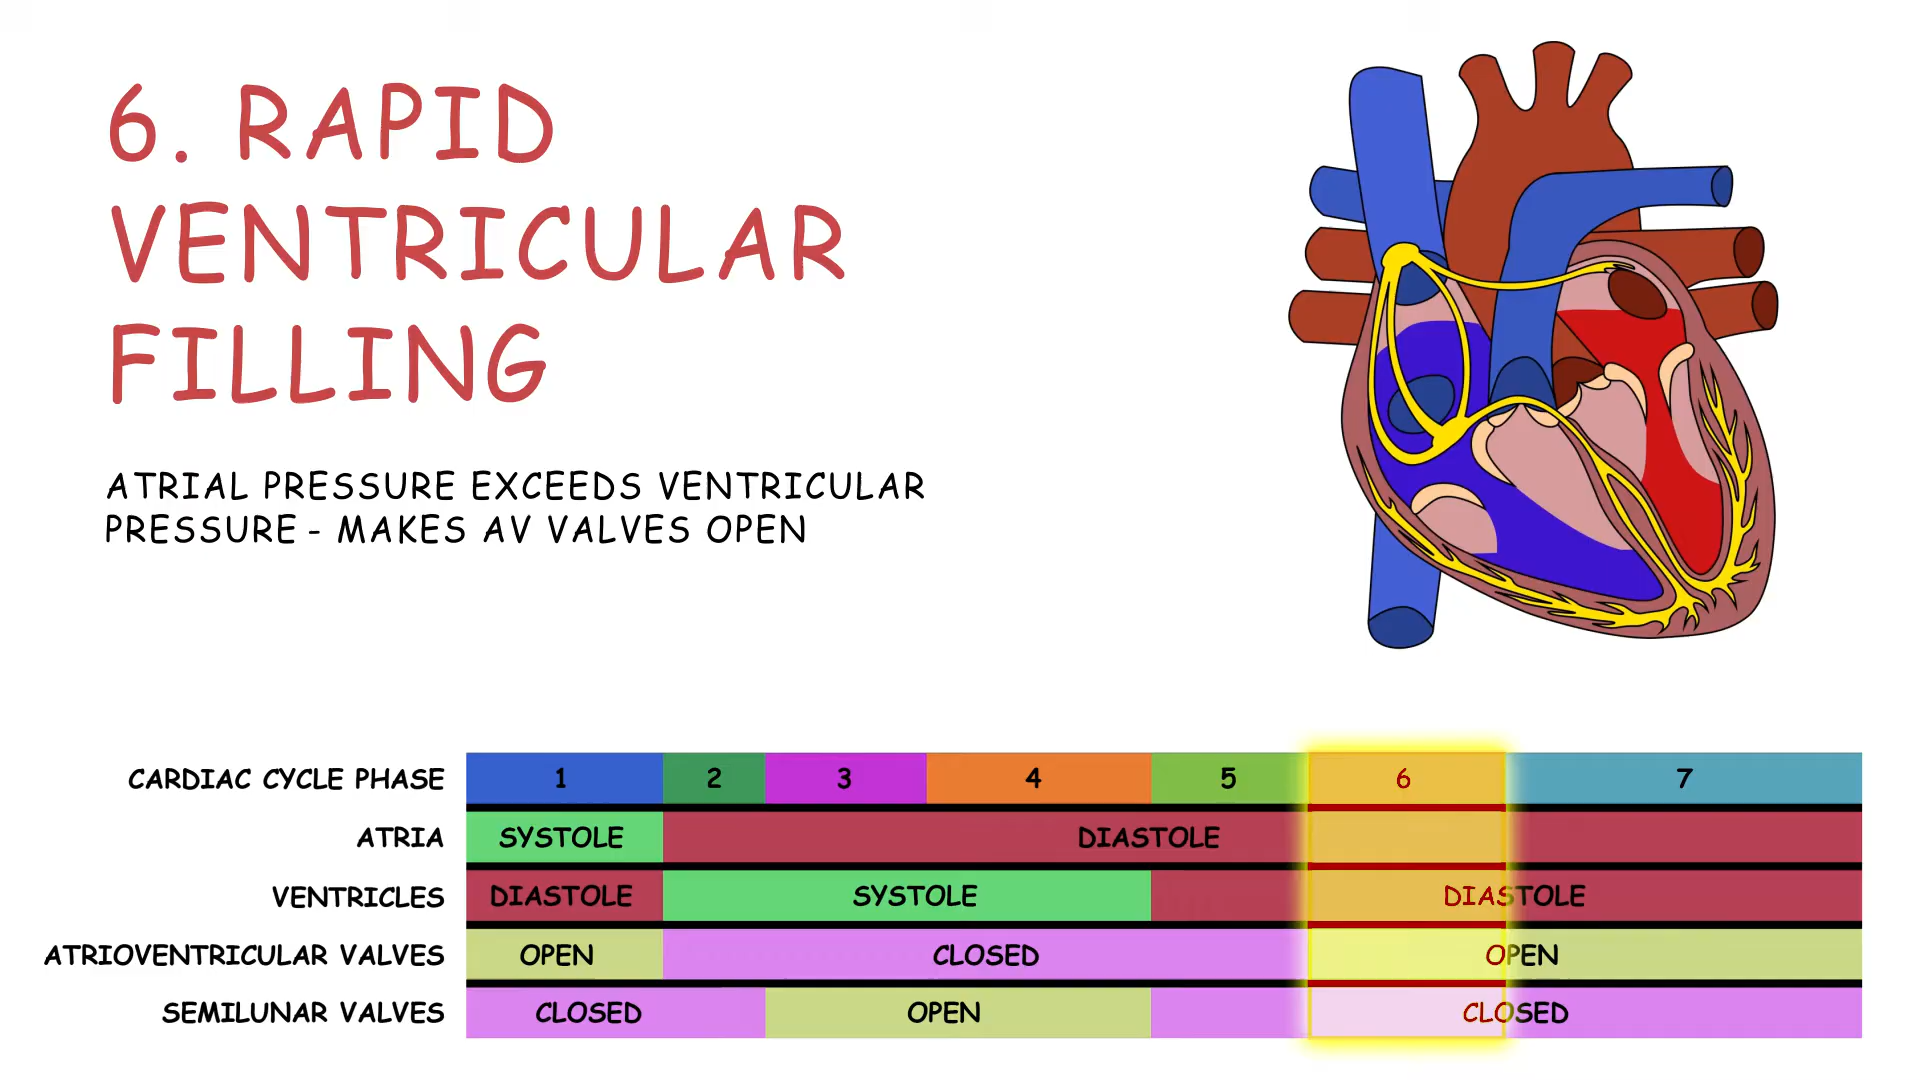 6. RAPID
VENTRICULAR
FILLING
ATRIAL PRESSURE EXCEEDS VENTRICULAR
PRESSURE - MAKES AV VALVES OPEN
CARDIAC CYCLE PHASE 1 2 3 4 5 6 7
ATRIA SYSTOLE DIASTOLE
VENTRICLES DIASTOLE SYSTOLE DIASTOLE
ATRIOVENTRICULAR VALVES OPEN CLOSED OPEN
SEMILUNAR VALVES CLOSED OPEN CLOSED